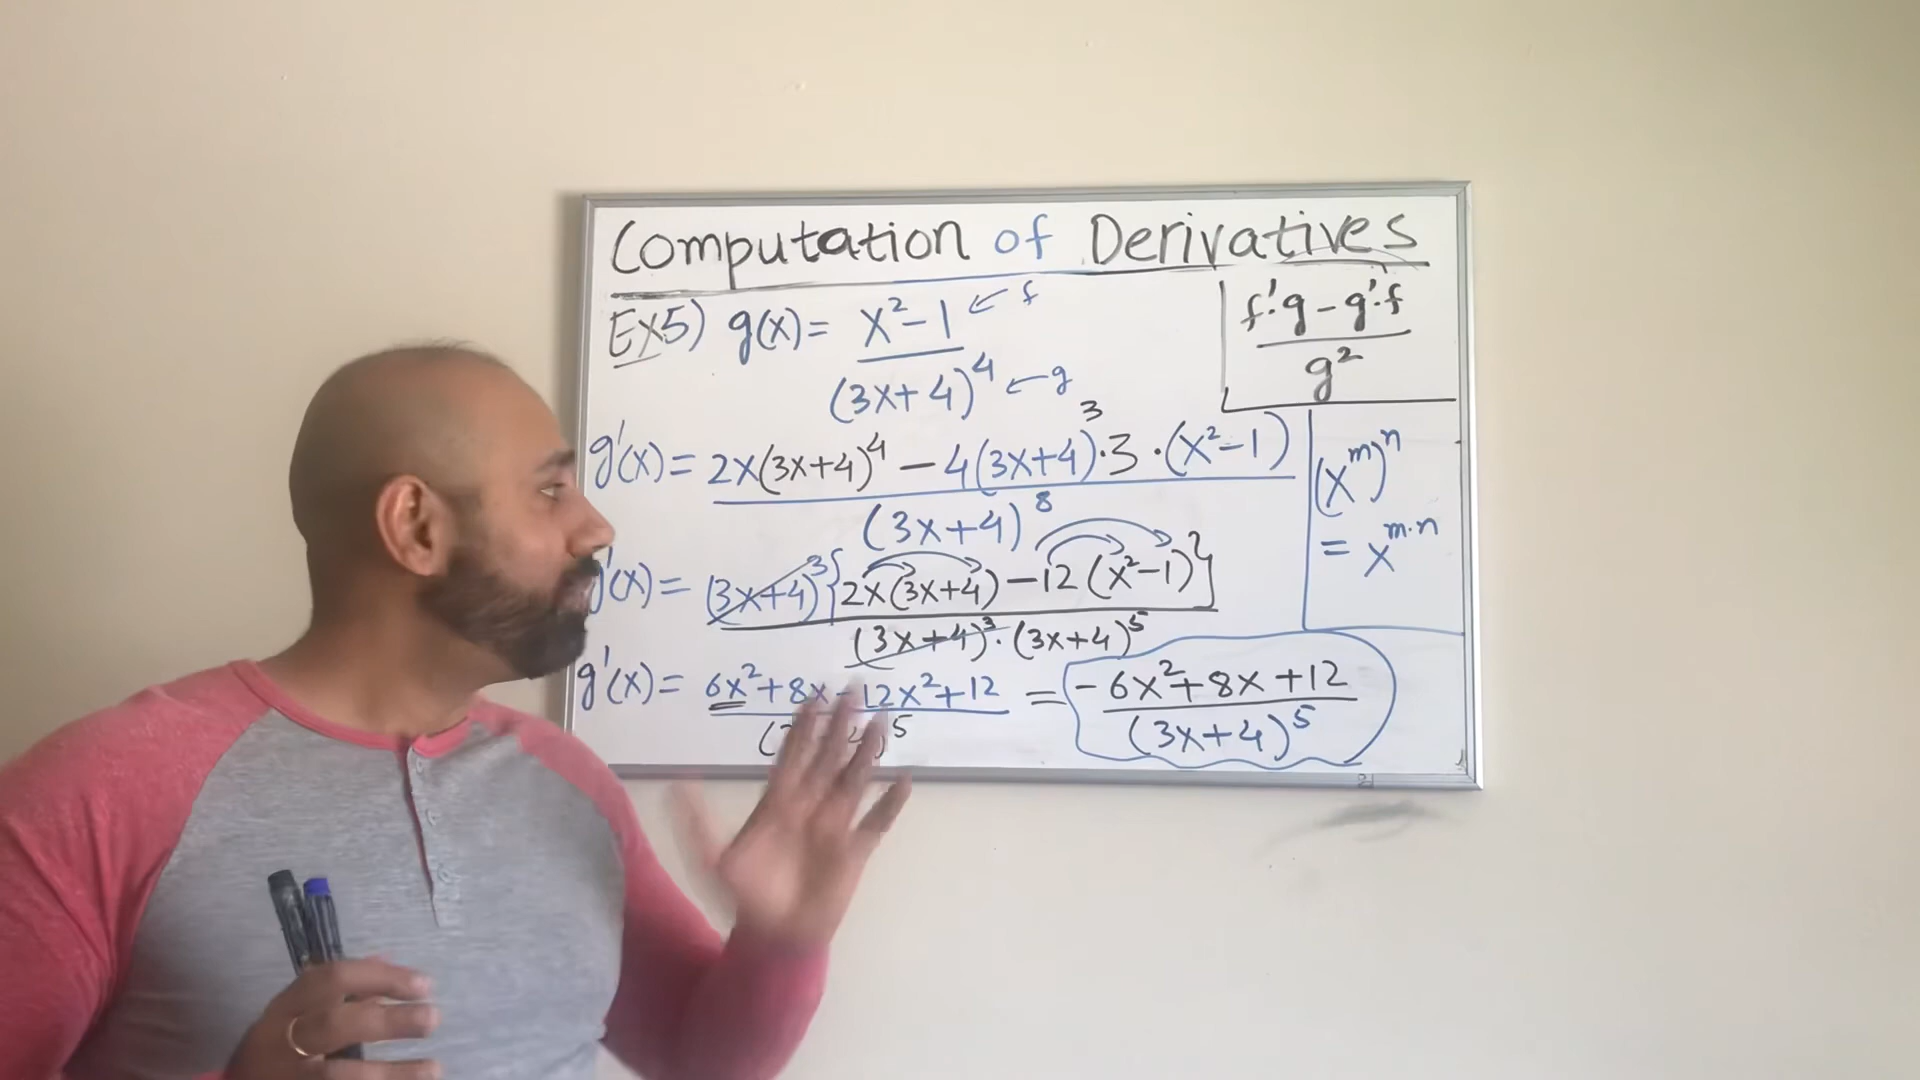 Computation of Derivatives
Ex5) g(x) = x²-1 ← f
(3x+4)⁴ ← g
f'·g - g'·f
g²
g'(x) = 2x(3x+4)⁴ - 4(3x+4)³·3·(x²-1)
(3x+4)⁸
(xᵐ)ⁿ
= xᵐ·ⁿ
g'(x) = (3x+4)³{2x(3x+4) - 12(x²-1)}
(3x+4)³·(3x+4)⁵
g'(x) = 6x²+8x-12x²+12 = -6x²+8x+12
(3x+4)⁵